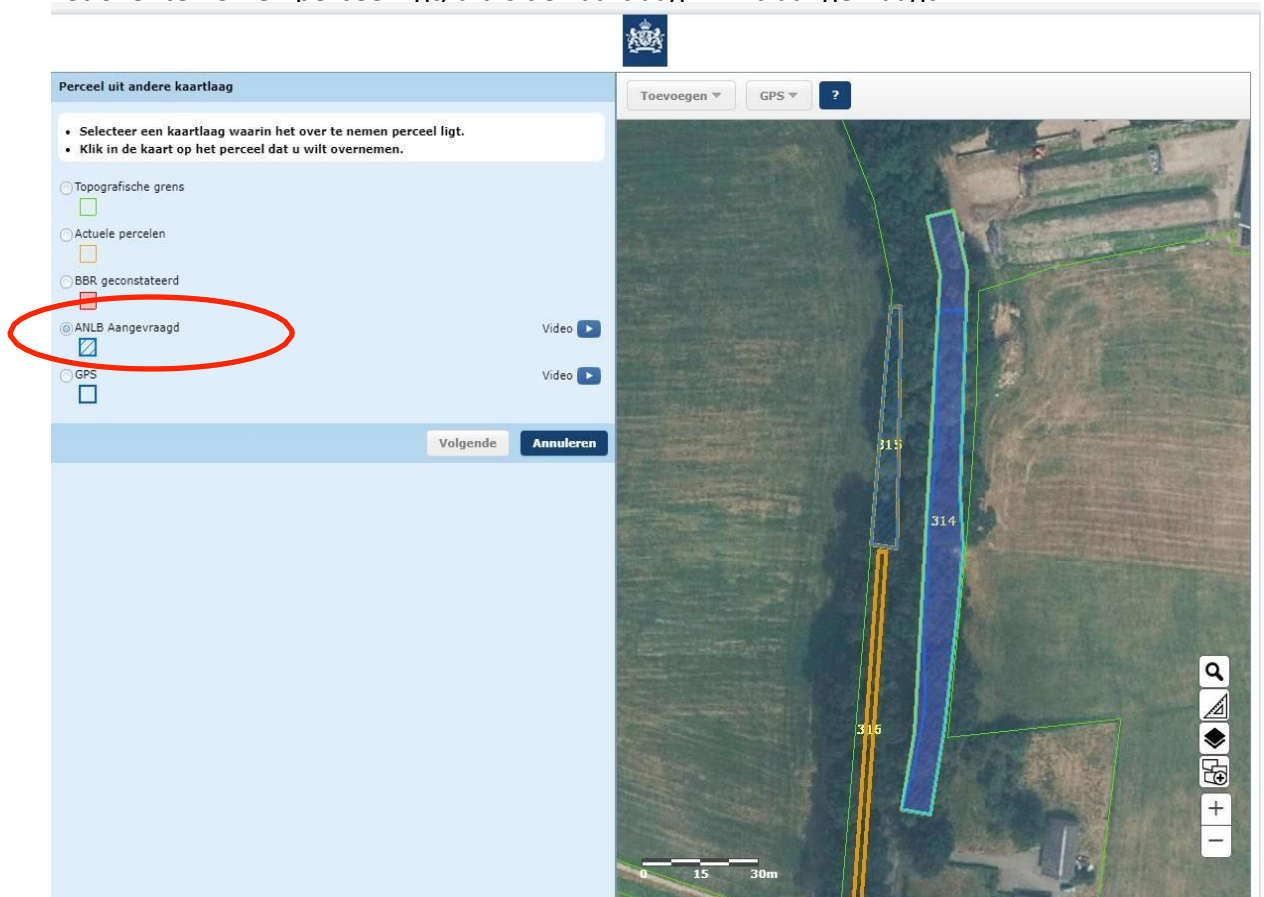 Perceel uit andere kaartlaag
• Selecteer een kaartlaag waarin het over te nemen perceel ligt.
• Klik in de kaart op het perceel dat u wilt overnemen.
Topografische grens
Actuele percelen
BBR geconstateerd
ANLB Aangevraagd Video
GPS Video
Volgende Annuleren
Toevoegen GPS ?
315
314
316
0 15 30m
+
−